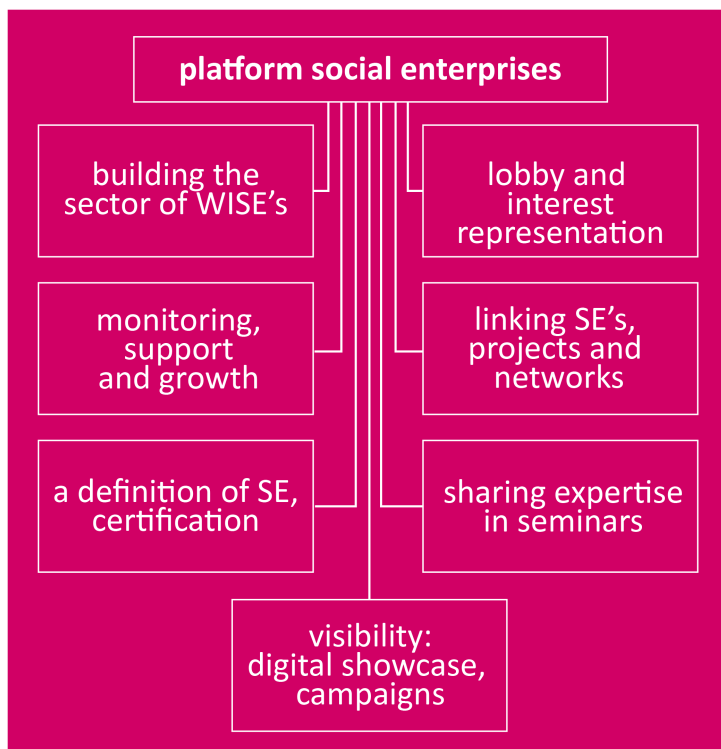 platform social enterprises
building the
sector of WISE’s
lobby and
interest
representation
monitoring,
support
and growth
linking SE’s,
projects and
networks
a definition of SE,
certification
sharing expertise
in seminars
visibility:
digital showcase,
campaigns